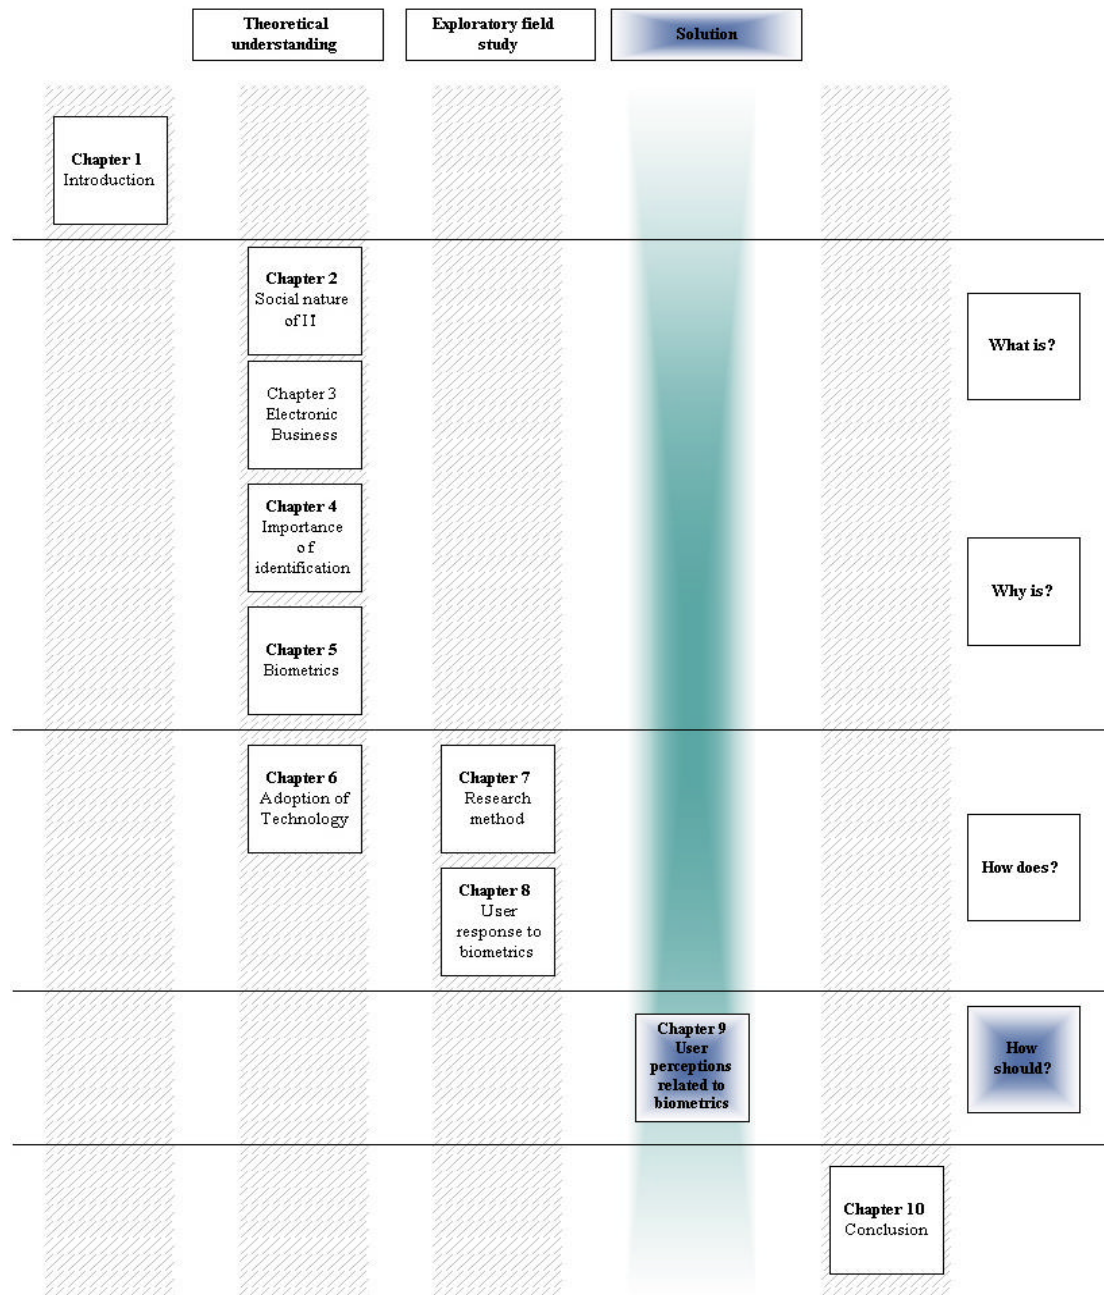 Theoretical
understanding
Exploratory field
study
Solution
Chapter 1
Introduction
Chapter 2
Social nature
of II
What is?
Chapter 3
Electronic
Business
Chapter 4
Importance
of
identification
Why is?
Chapter 5
Biometrics
Chapter 6
Adoption of
Technology
Chapter 7
Research
method
How does?
Chapter 8
User
response to
biometrics
Chapter 9
User
perceptions
related to
biometrics
How
should?
Chapter 10
Conclusion